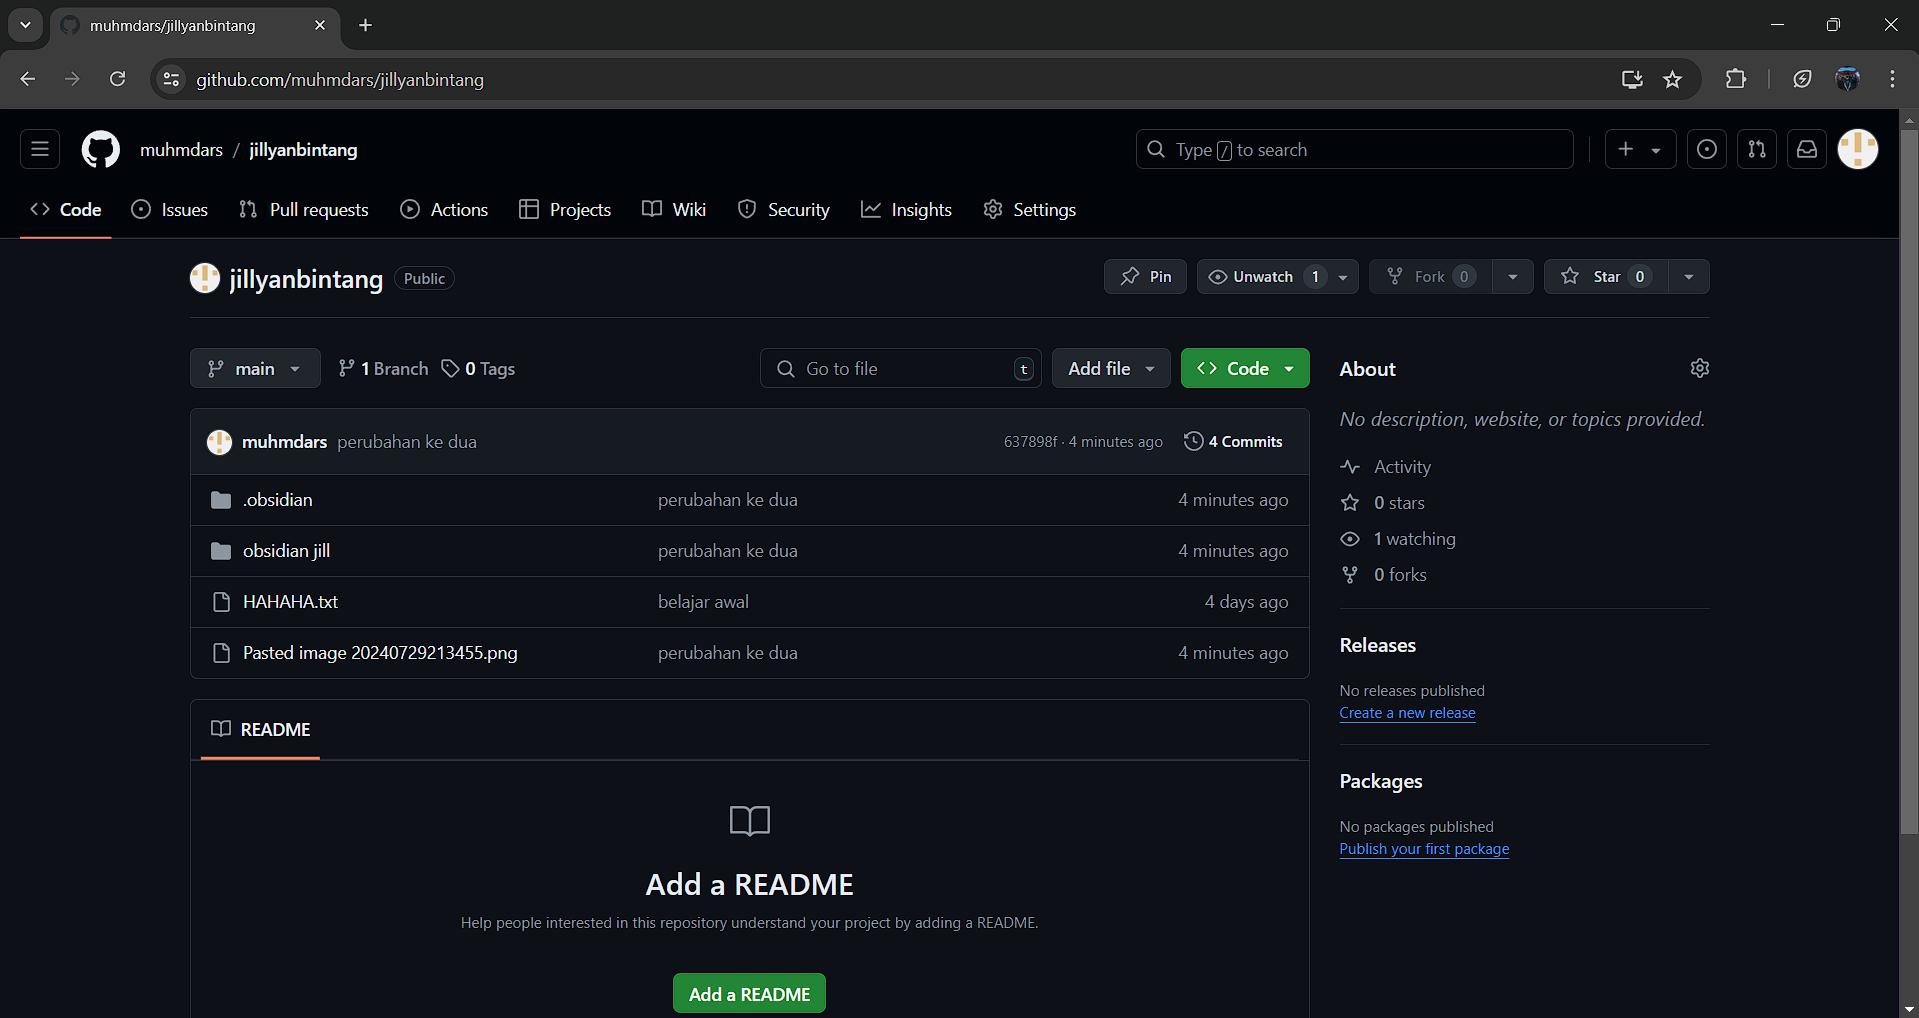 muhmdars/jillyanbintang
github.com/muhmdars/jillyanbintang
muhmdars / jillyanbintang
Type / to search
Code Issues Pull requests Actions Projects Wiki Security Insights Settings
jillyanbintang Public
Pin Unwatch 1 Fork 0 Star 0
main 1 Branch 0 Tags
Go to file t Add file Code
muhmdars perubahan ke dua 637898f · 4 minutes ago 4 Commits
.obsidian perubahan ke dua 4 minutes ago
obsidian jill perubahan ke dua 4 minutes ago
HAHAHA.txt belajar awal 4 days ago
Pasted image 20240729213455.png perubahan ke dua 4 minutes ago
README
Add a README
Help people interested in this repository understand your project by adding a README.
Add a README
About
No description, website, or topics provided.
Activity
0 stars
1 watching
0 forks
Releases
No releases published
Create a new release
Packages
No packages published
Publish your first package